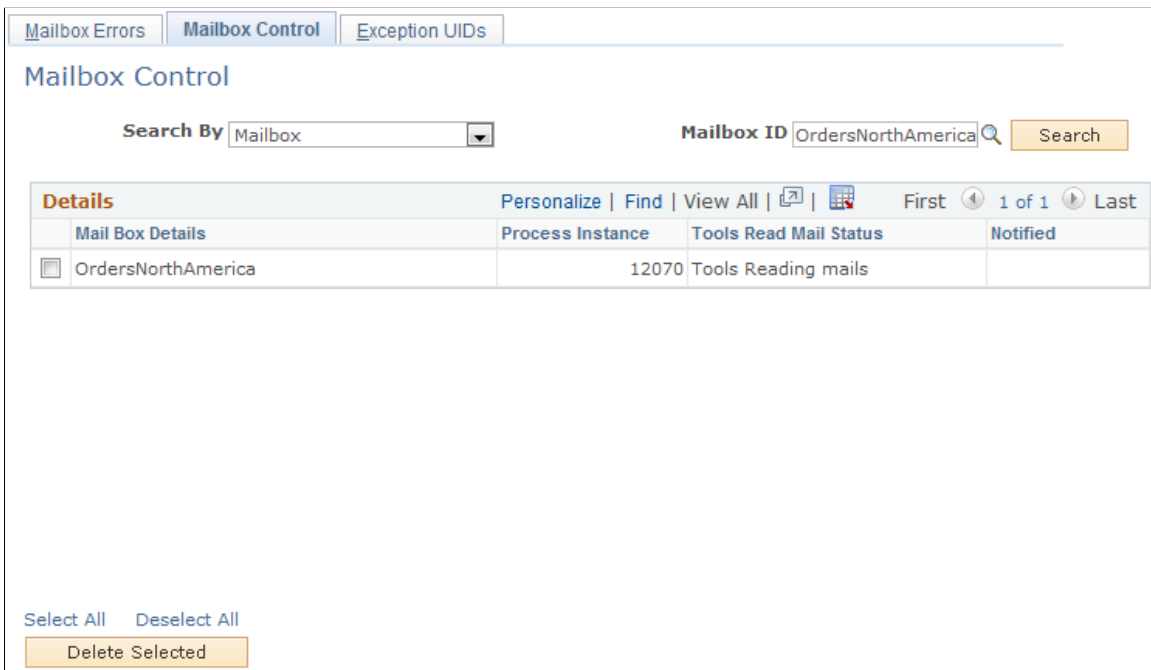 Mailbox Errors Mailbox Control Exception UIDs
Mailbox Control
Search By Mailbox Mailbox ID OrdersNorthAmerica Search
Details Personalize | Find | View All | | First 1 of 1 Last
Mail Box Details Process Instance Tools Read Mail Status Notified
OrdersNorthAmerica 12070 Tools Reading mails
Select All Deselect All
Delete Selected